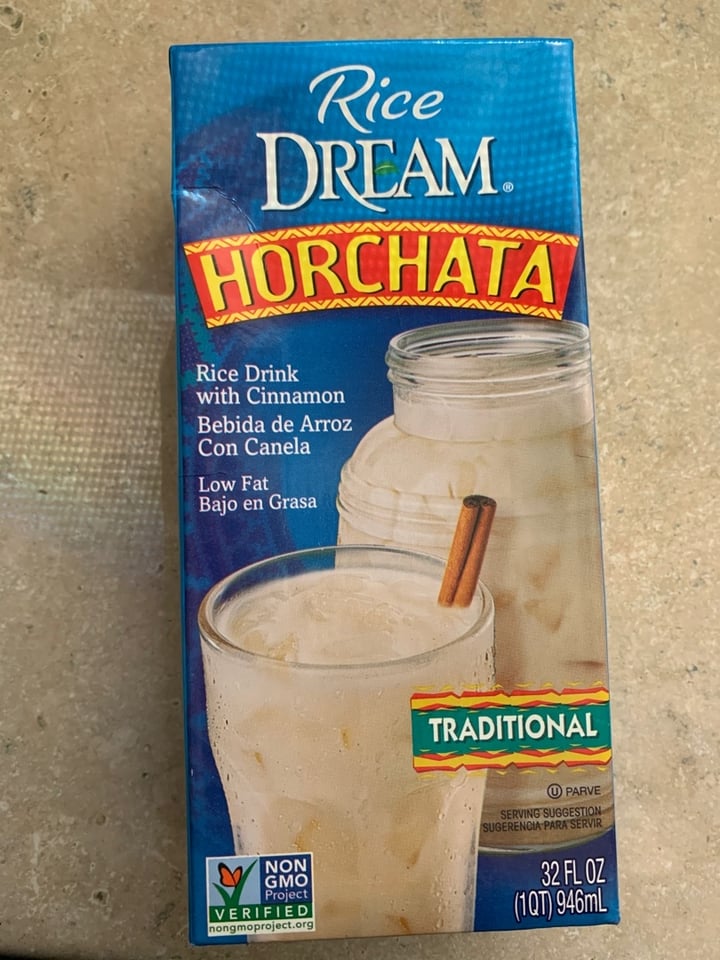 Rice
DREAM®
HORCHATA
Rice Drink
with Cinnamon
Bebida de Arroz
Con Canela
Low Fat
Bajo en Grasa
TRADITIONAL
Ⓤ PARVE
SERVING SUGGESTION
SUGERENCIA PARA SERVIR
32 FL OZ
(1QT) 946mL
NON
GMO
Project
VERIFIED
nongmoproject.org